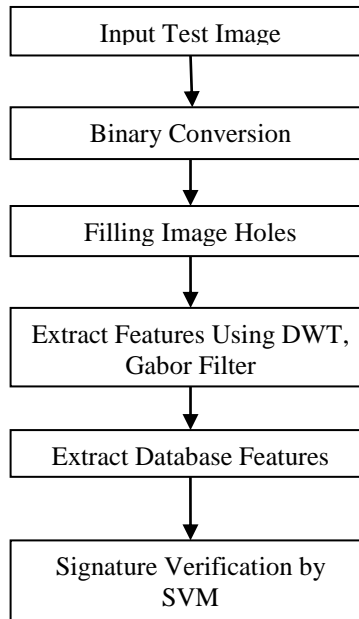 Input Test Image
Binary Conversion
Filling Image Holes
Extract Features Using DWT,
Gabor Filter
Extract Database Features
Signature Verification by
SVM